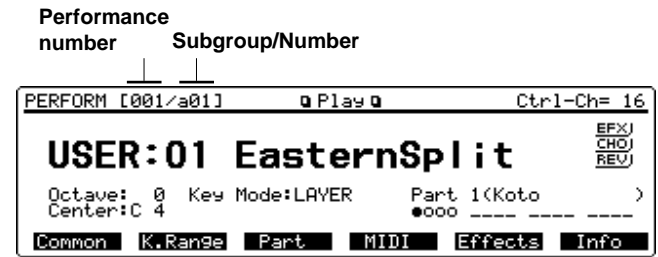 Performance
number
Subgroup/Number
PERFORM [001/a01] Play Ctrl-Ch= 16
USER:01 EasternSplit
EFX
CHO
REV
Octave: 0 Key Mode:LAYER Part 1(Koto )
Center:C 4
Common K.Range Part MIDI Effects Info